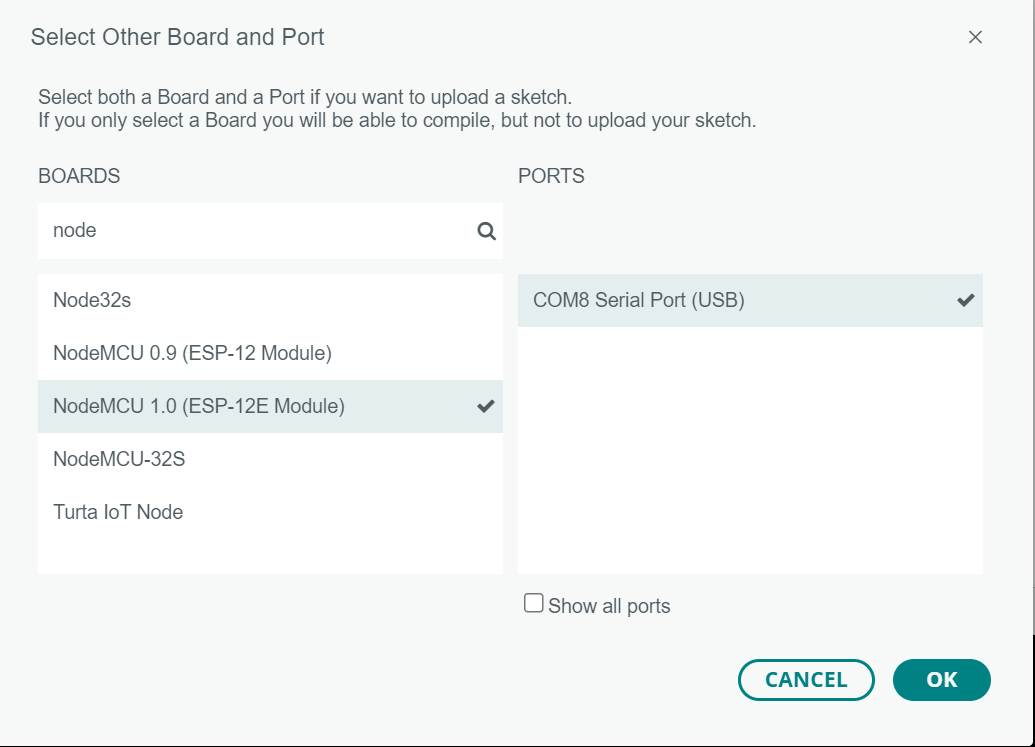 Select Other Board and Port
Select both a Board and a Port if you want to upload a sketch.
If you only select a Board you will be able to compile, but not to upload your sketch.
BOARDS
PORTS
node
Node32s
COM8 Serial Port (USB)
NodeMCU 0.9 (ESP-12 Module)
NodeMCU 1.0 (ESP-12E Module)
NodeMCU-32S
Turta IoT Node
Show all ports
CANCEL
OK